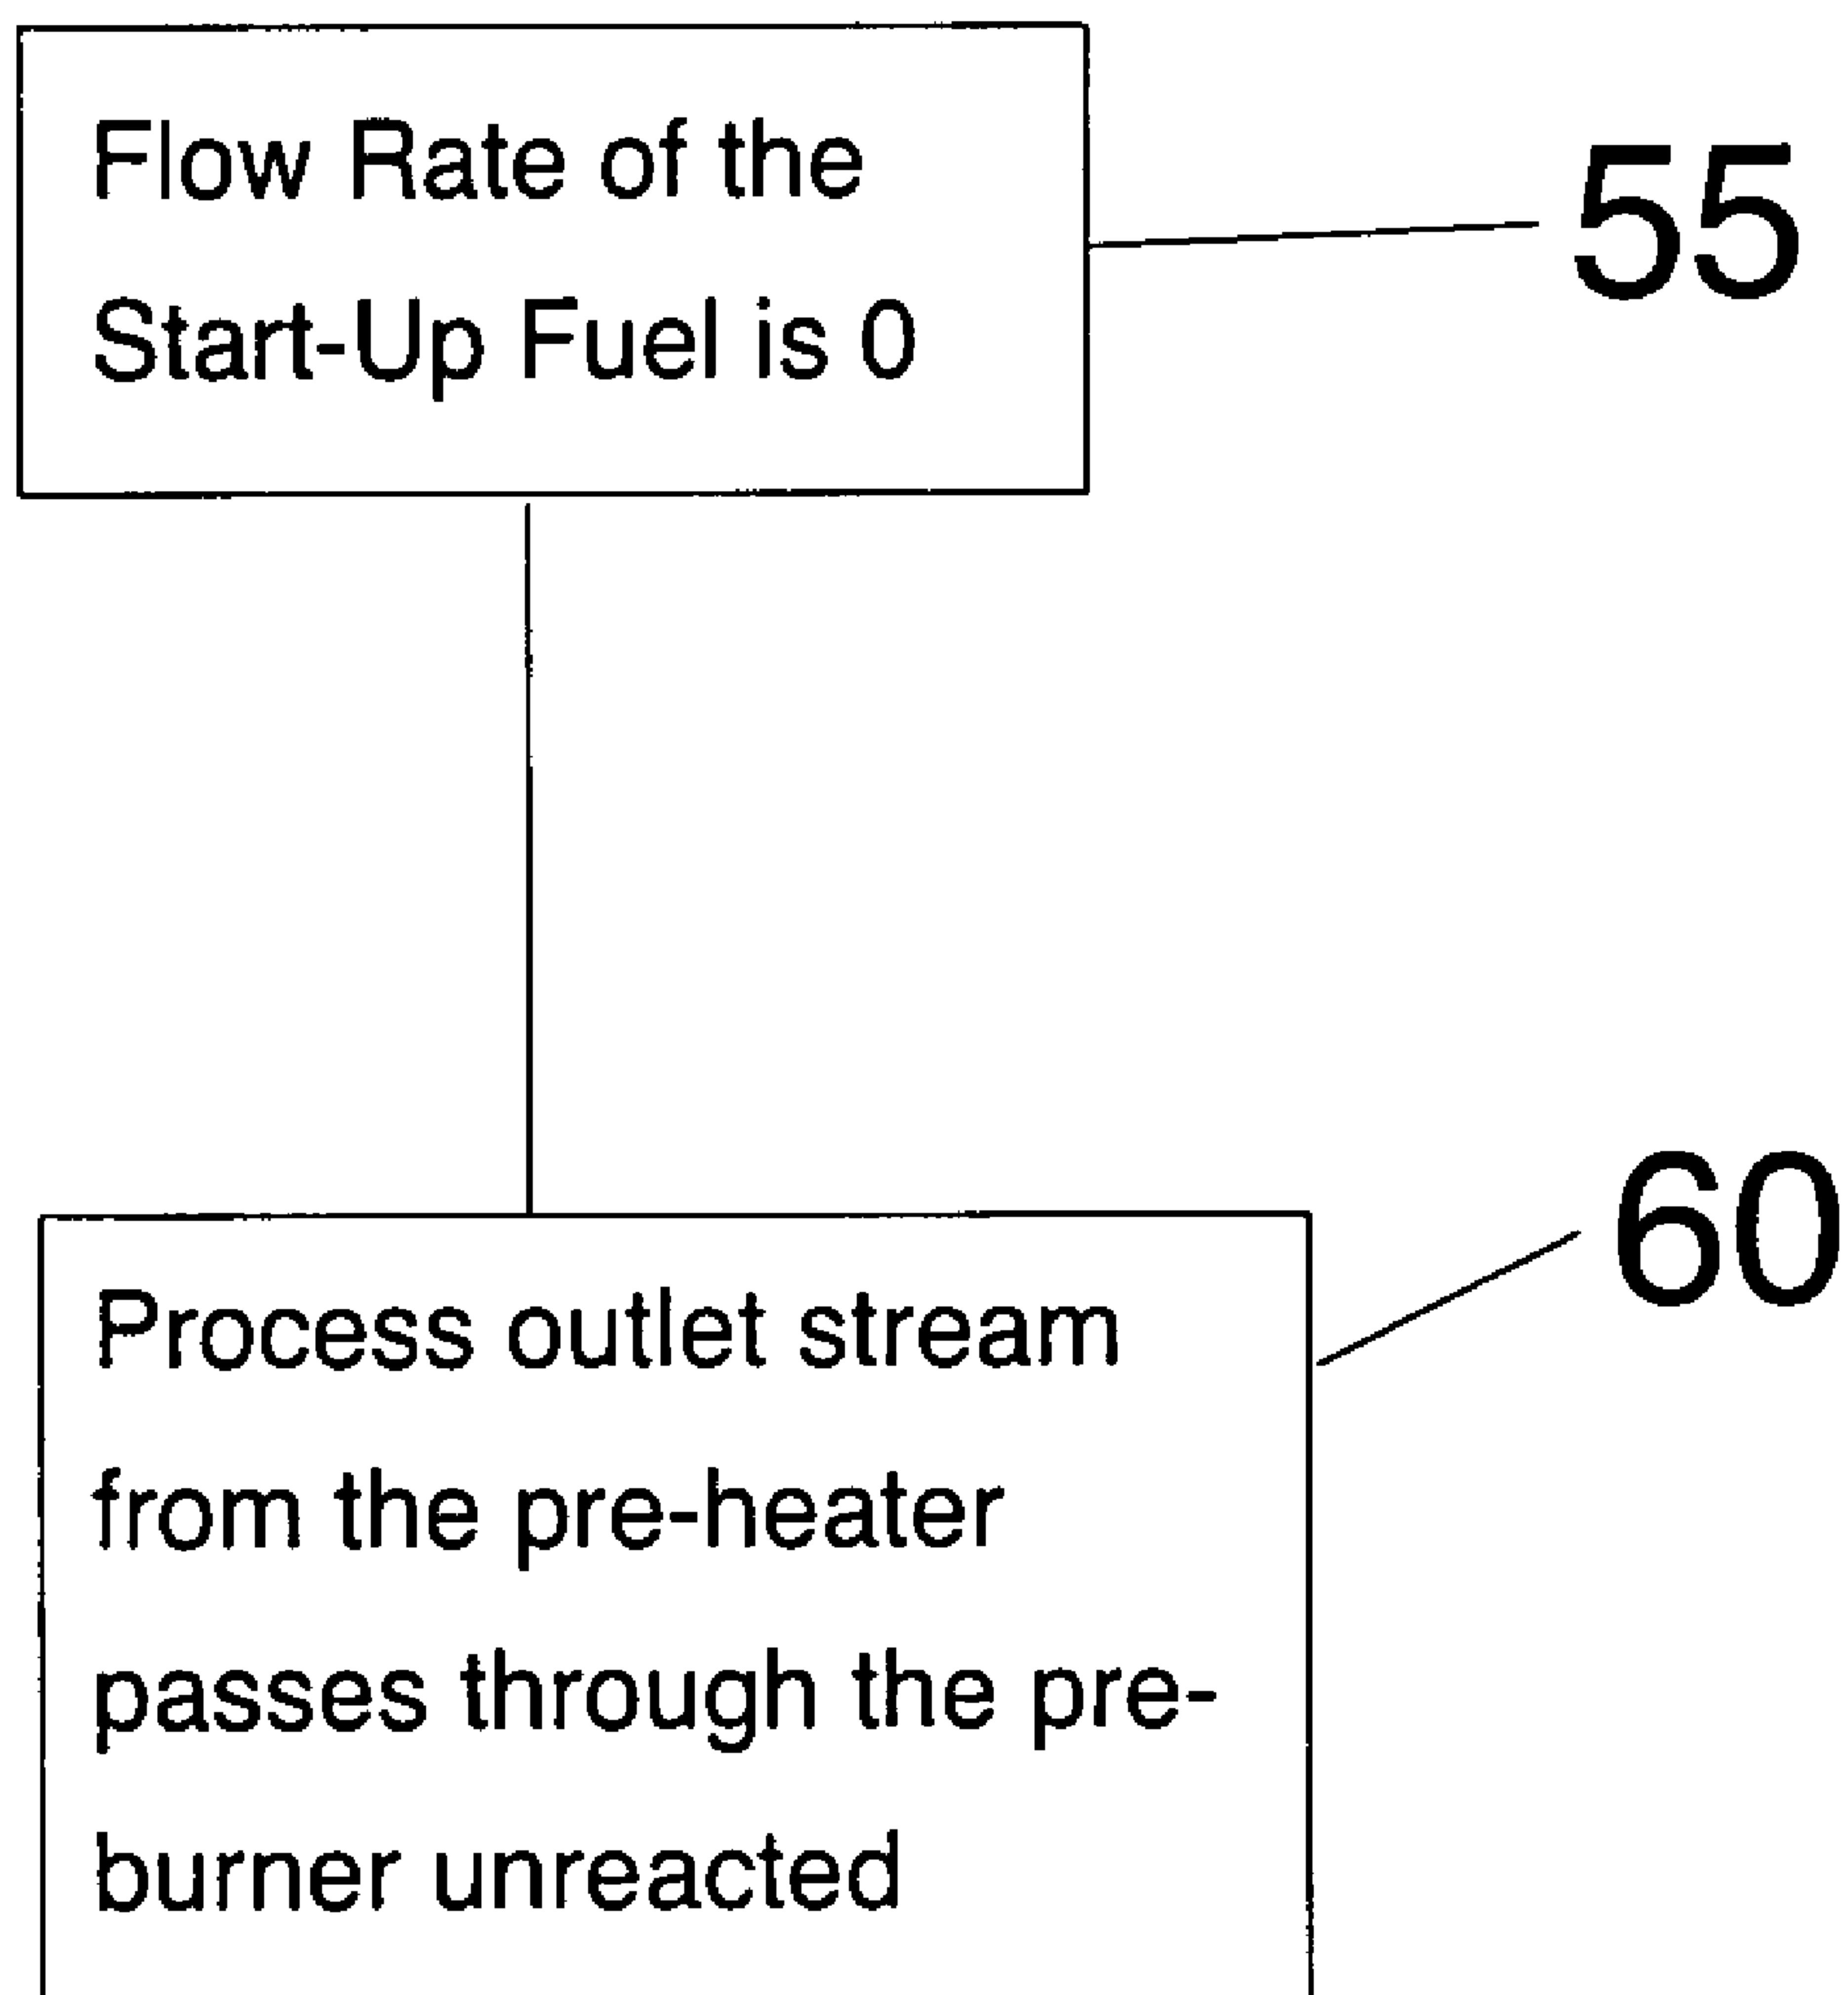 Flow Rate of the
Start-Up Fuel is 0
55
60
Process outlet stream
from the pre-heater
passes through the pre-
burner unreacted